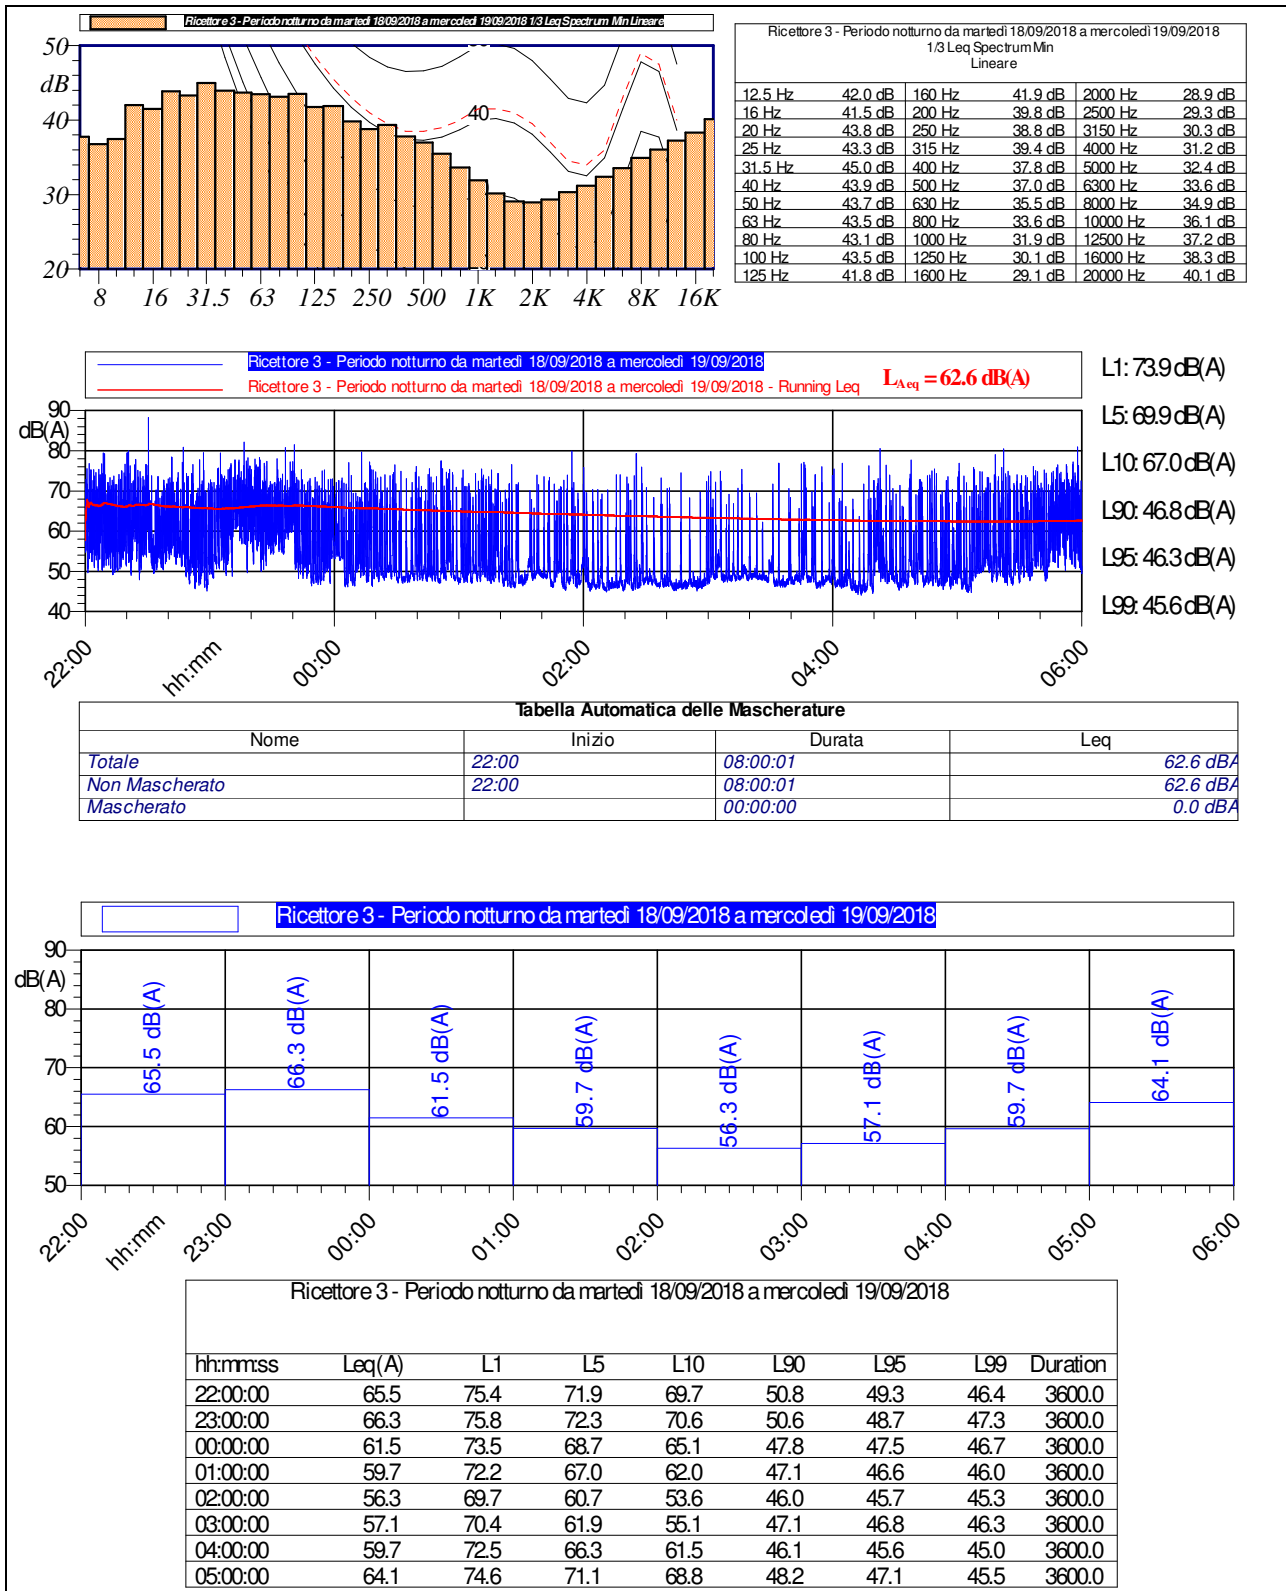 Ricettore 3 - Periodo notturno da martedì 18/09/2018 a mercoledì 19/09/2018 1/3 Leq Spectrum Min Lineare
50
dB
40
30
20
40
8 16 31.5 63 125 250 500 1K 2K 4K 8K 16K
Ricettore 3 - Periodo notturno da martedì 18/09/2018 a mercoledì 19/09/2018
1/3 Leq Spectrum Min
Lineare
12.5 Hz 42.0 dB 160 Hz 41.9 dB 2000 Hz 28.9 dB
16 Hz 41.5 dB 200 Hz 39.8 dB 2500 Hz 29.3 dB
20 Hz 43.8 dB 250 Hz 38.8 dB 3150 Hz 30.3 dB
25 Hz 43.3 dB 315 Hz 39.4 dB 4000 Hz 31.2 dB
31.5 Hz 45.0 dB 400 Hz 37.8 dB 5000 Hz 32.4 dB
40 Hz 43.9 dB 500 Hz 37.0 dB 6300 Hz 33.6 dB
50 Hz 43.7 dB 630 Hz 35.5 dB 8000 Hz 34.9 dB
63 Hz 43.5 dB 800 Hz 33.6 dB 10000 Hz 36.1 dB
80 Hz 43.1 dB 1000 Hz 31.9 dB 12500 Hz 37.2 dB
100 Hz 43.5 dB 1250 Hz 30.1 dB 16000 Hz 38.3 dB
125 Hz 41.8 dB 1600 Hz 29.1 dB 20000 Hz 40.1 dB
Ricettore 3 - Periodo notturno da martedì 18/09/2018 a mercoledì 19/09/2018
Ricettore 3 - Periodo notturno da martedì 18/09/2018 a mercoledì 19/09/2018 - Running Leq
LAeq = 62.6 dB(A)
90
dB(A)
80
70
60
50
40
22:00 hh:mm 00:00 02:00 04:00 06:00
L1: 73.9 dB(A)
L5: 69.9 dB(A)
L10: 67.0 dB(A)
L90: 46.8 dB(A)
L95: 46.3 dB(A)
L99: 45.6 dB(A)
Tabella Automatica delle Mascherature
Nome Inizio Durata Leq
Totale 22:00 08:00:01 62.6 dBA
Non Mascherato 22:00 08:00:01 62.6 dBA
Mascherato 00:00:00 0.0 dBA
Ricettore 3 - Periodo notturno da martedì 18/09/2018 a mercoledì 19/09/2018
90
dB(A)
80
70
60
50
65.5 dB(A) 66.3 dB(A) 61.5 dB(A) 59.7 dB(A) 56.3 dB(A) 57.1 dB(A) 59.7 dB(A) 64.1 dB(A)
22:00 hh:mm 23:00 00:00 01:00 02:00 03:00 04:00 05:00 06:00
Ricettore 3 - Periodo notturno da martedì 18/09/2018 a mercoledì 19/09/2018
hh:mm:ss Leq(A) L1 L5 L10 L90 L95 L99 Duration
22:00:00 65.5 75.4 71.9 69.7 50.8 49.3 46.4 3600.0
23:00:00 66.3 75.8 72.3 70.6 50.6 48.7 47.3 3600.0
00:00:00 61.5 73.5 68.7 65.1 47.8 47.5 46.7 3600.0
01:00:00 59.7 72.2 67.0 62.0 47.1 46.6 46.0 3600.0
02:00:00 56.3 69.7 60.7 53.6 46.0 45.7 45.3 3600.0
03:00:00 57.1 70.4 61.9 55.1 47.1 46.8 46.3 3600.0
04:00:00 59.7 72.5 66.3 61.5 46.1 45.6 45.0 3600.0
05:00:00 64.1 74.6 71.1 68.8 48.2 47.1 45.5 3600.0